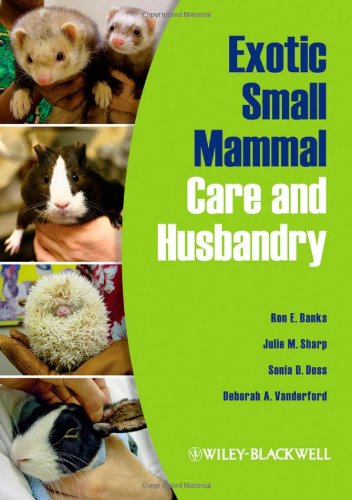 Exotic
Small
Mammal
Care and
Husbandry
Ron E. Banks
Julie M. Sharp
Sonia D. Doss
Deborah A. Vanderford
WILEY-BLACKWELL